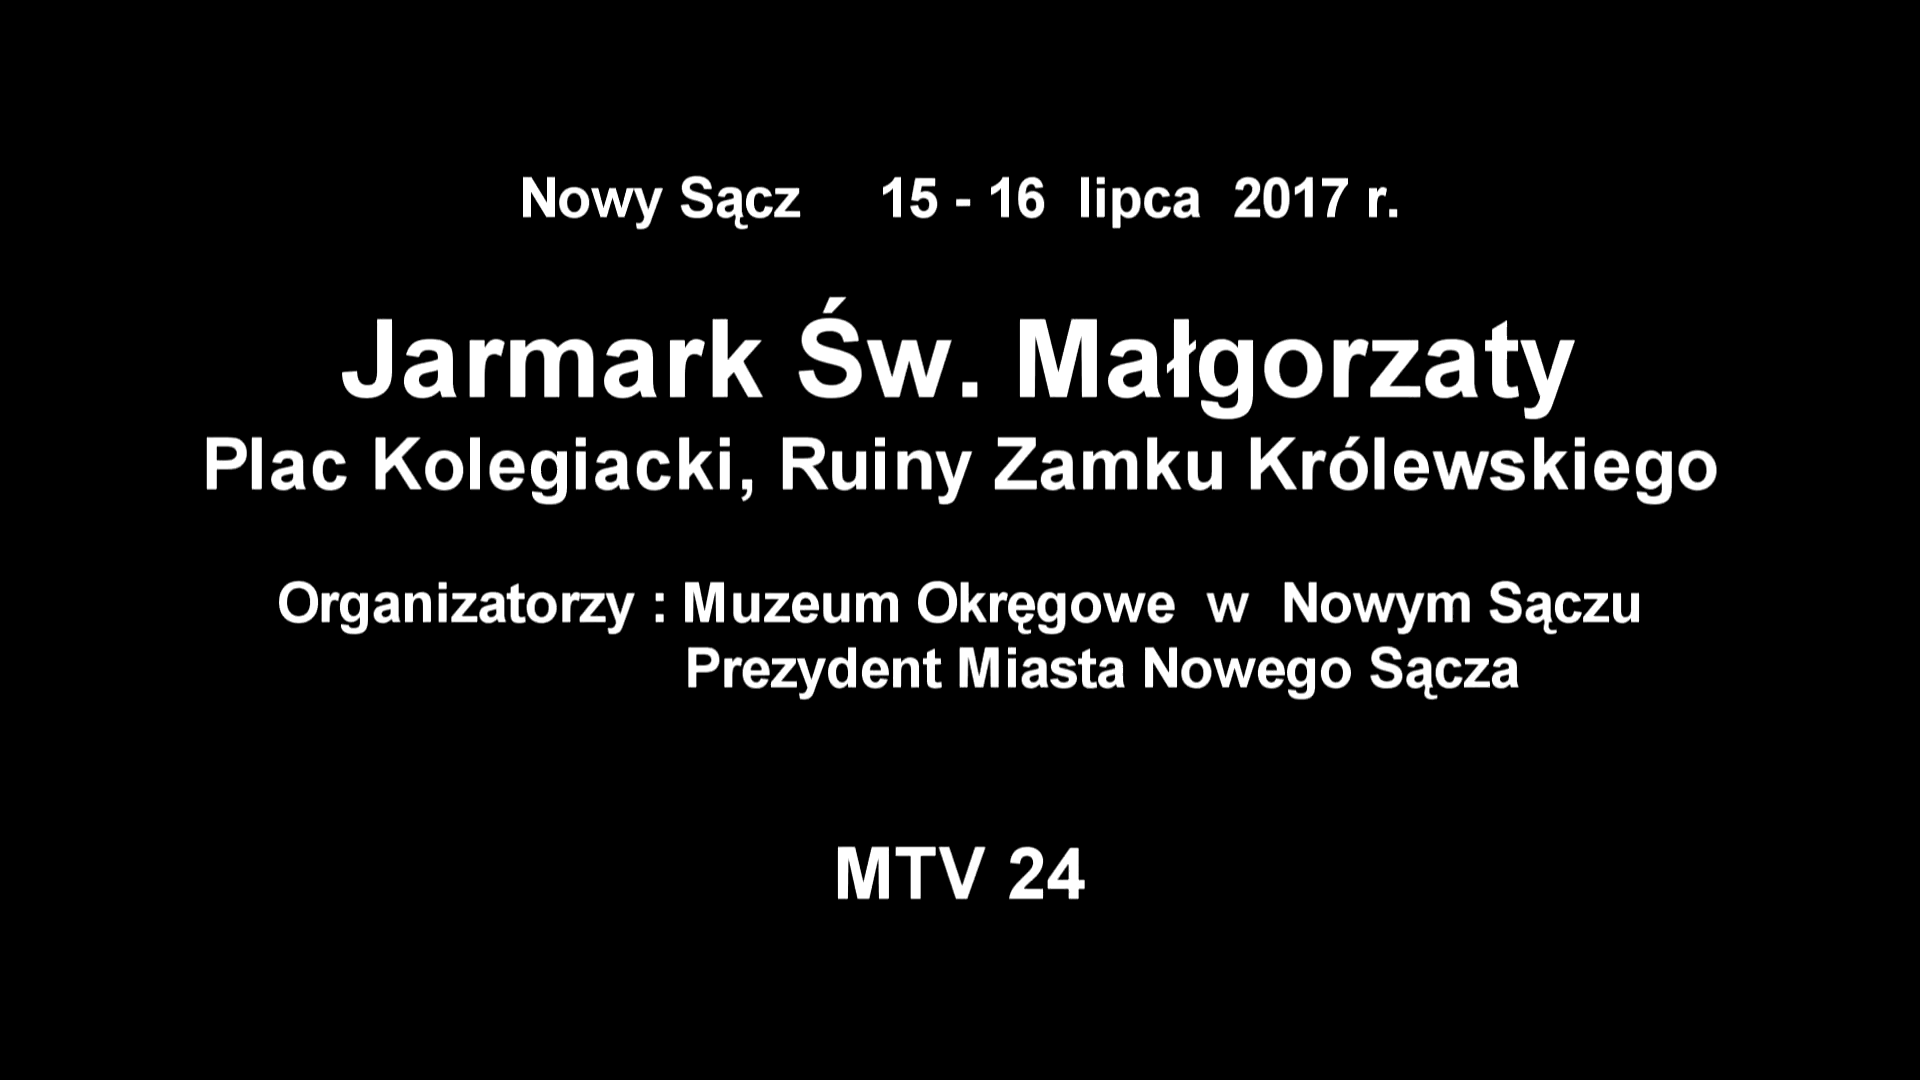 Nowy Sącz 15 - 16 lipca 2017 r.
Jarmark Św. Małgorzaty
Plac Kolegiacki, Ruiny Zamku Królewskiego
Organizatorzy : Muzeum Okręgowe w Nowym Sączu
Prezydent Miasta Nowego Sącza
MTV 24